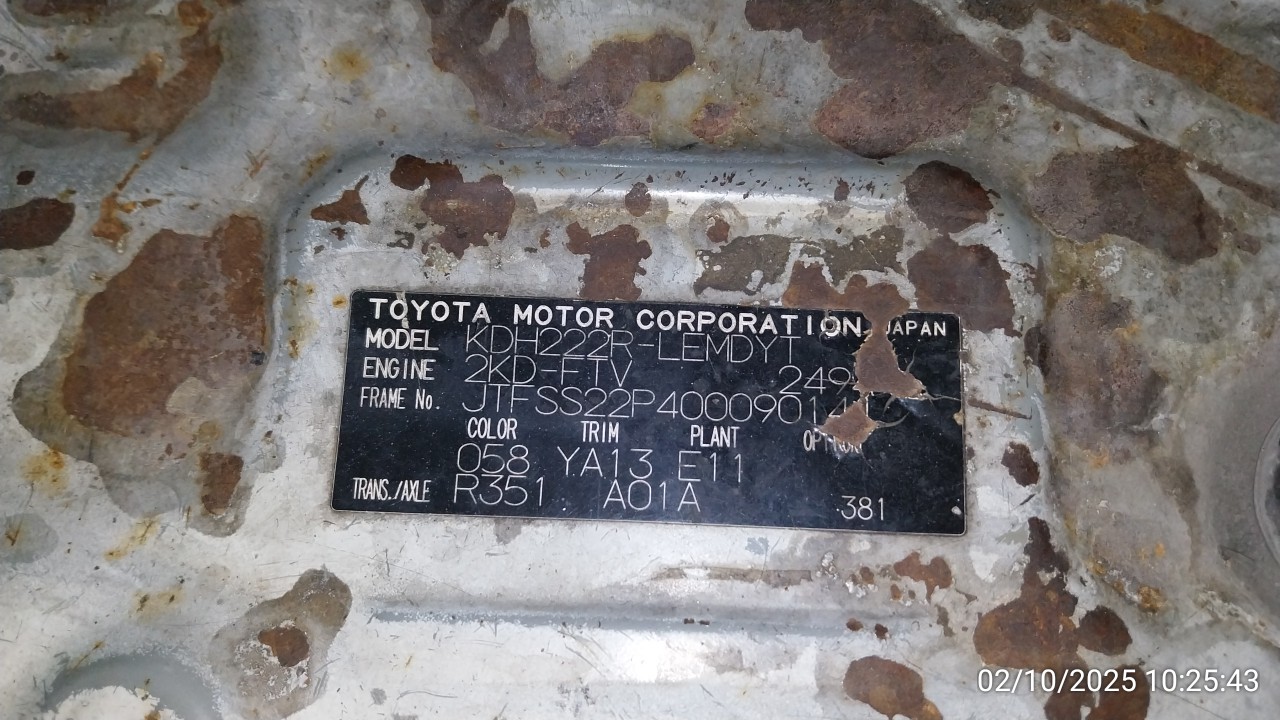 TOYOTA MOTOR CORPORATION JAPAN
MODEL KDH222R-LEMDYT
ENGINE 2KD-FTV
FRAME No.
COLOR TRIM PLANT OPTION
058 YA13 E11
TRANS./AXLE R351 A01A 381
02/10/2025 10:25:43